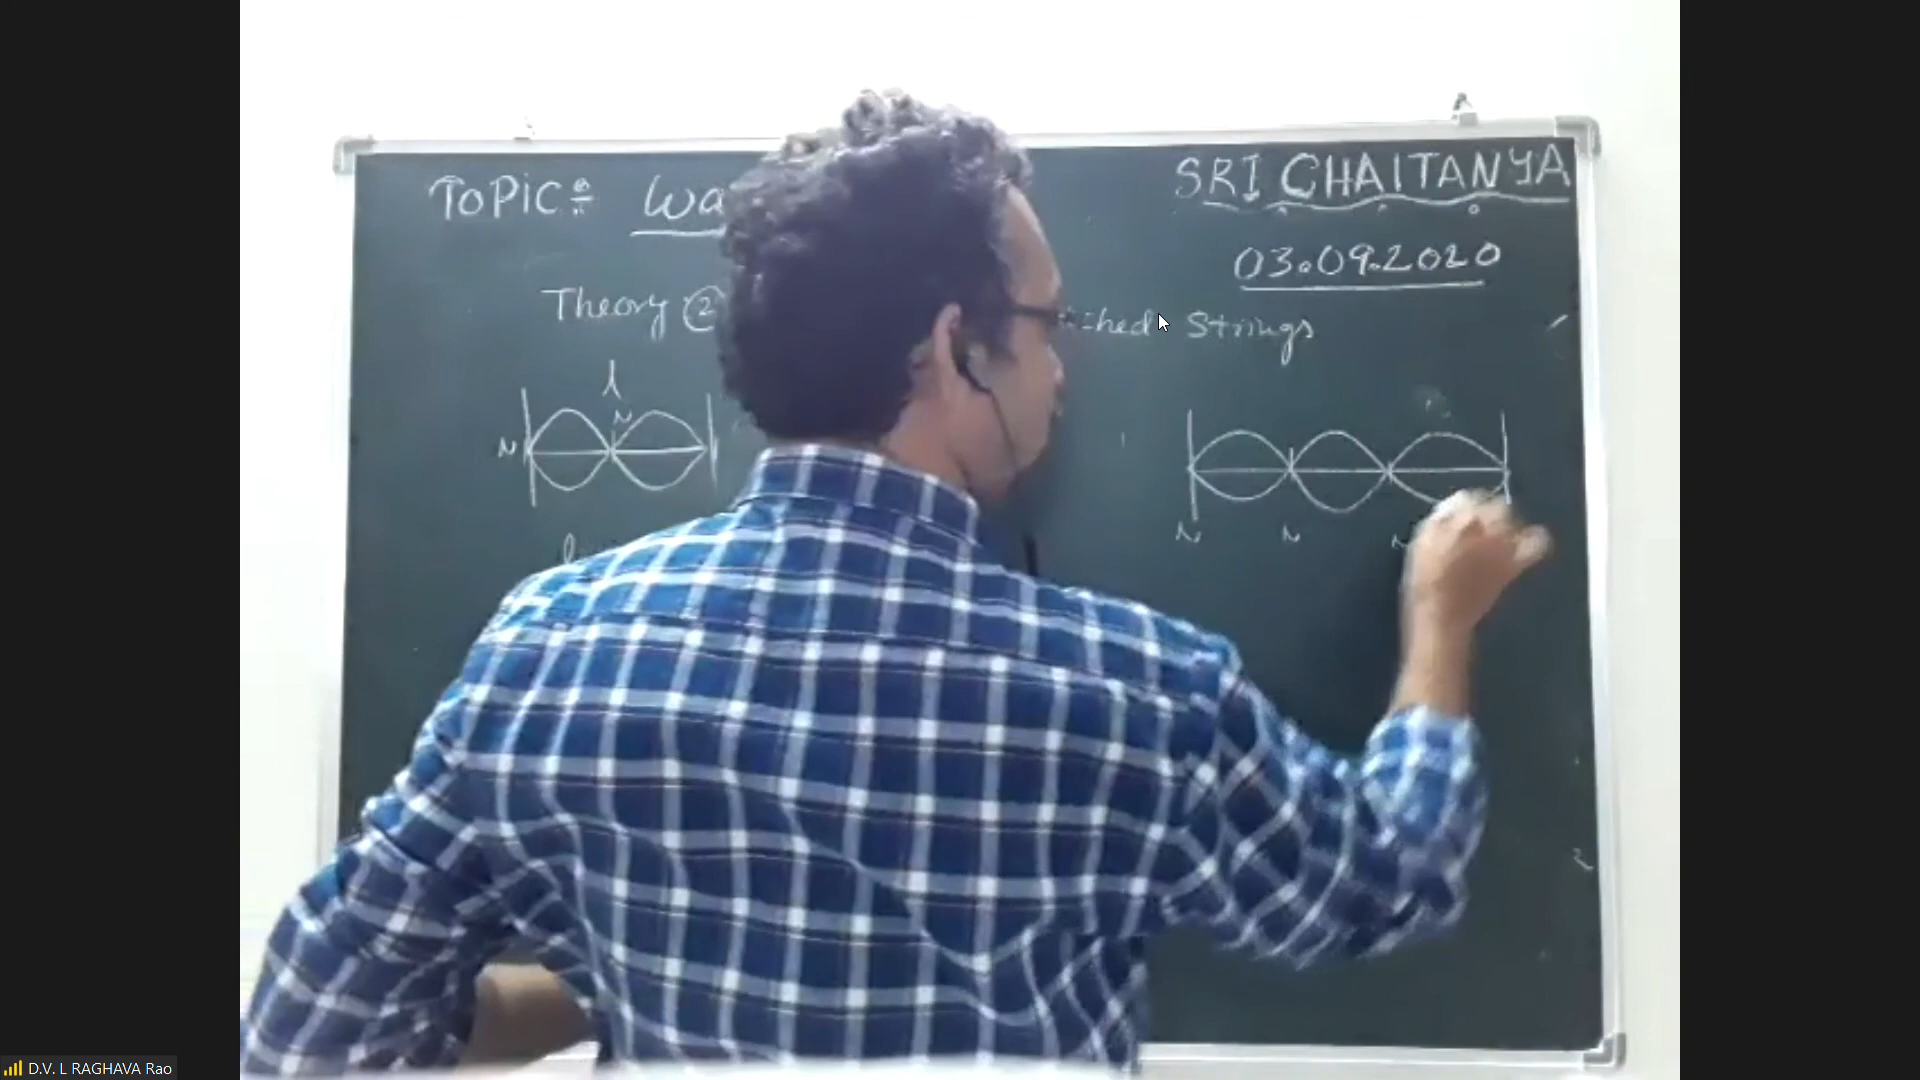 SRI CHAITANYA
TOPIC:
03.09.2020
Theory 2 Strings
N
N
N N
D.V. L RAGHAVA Rao